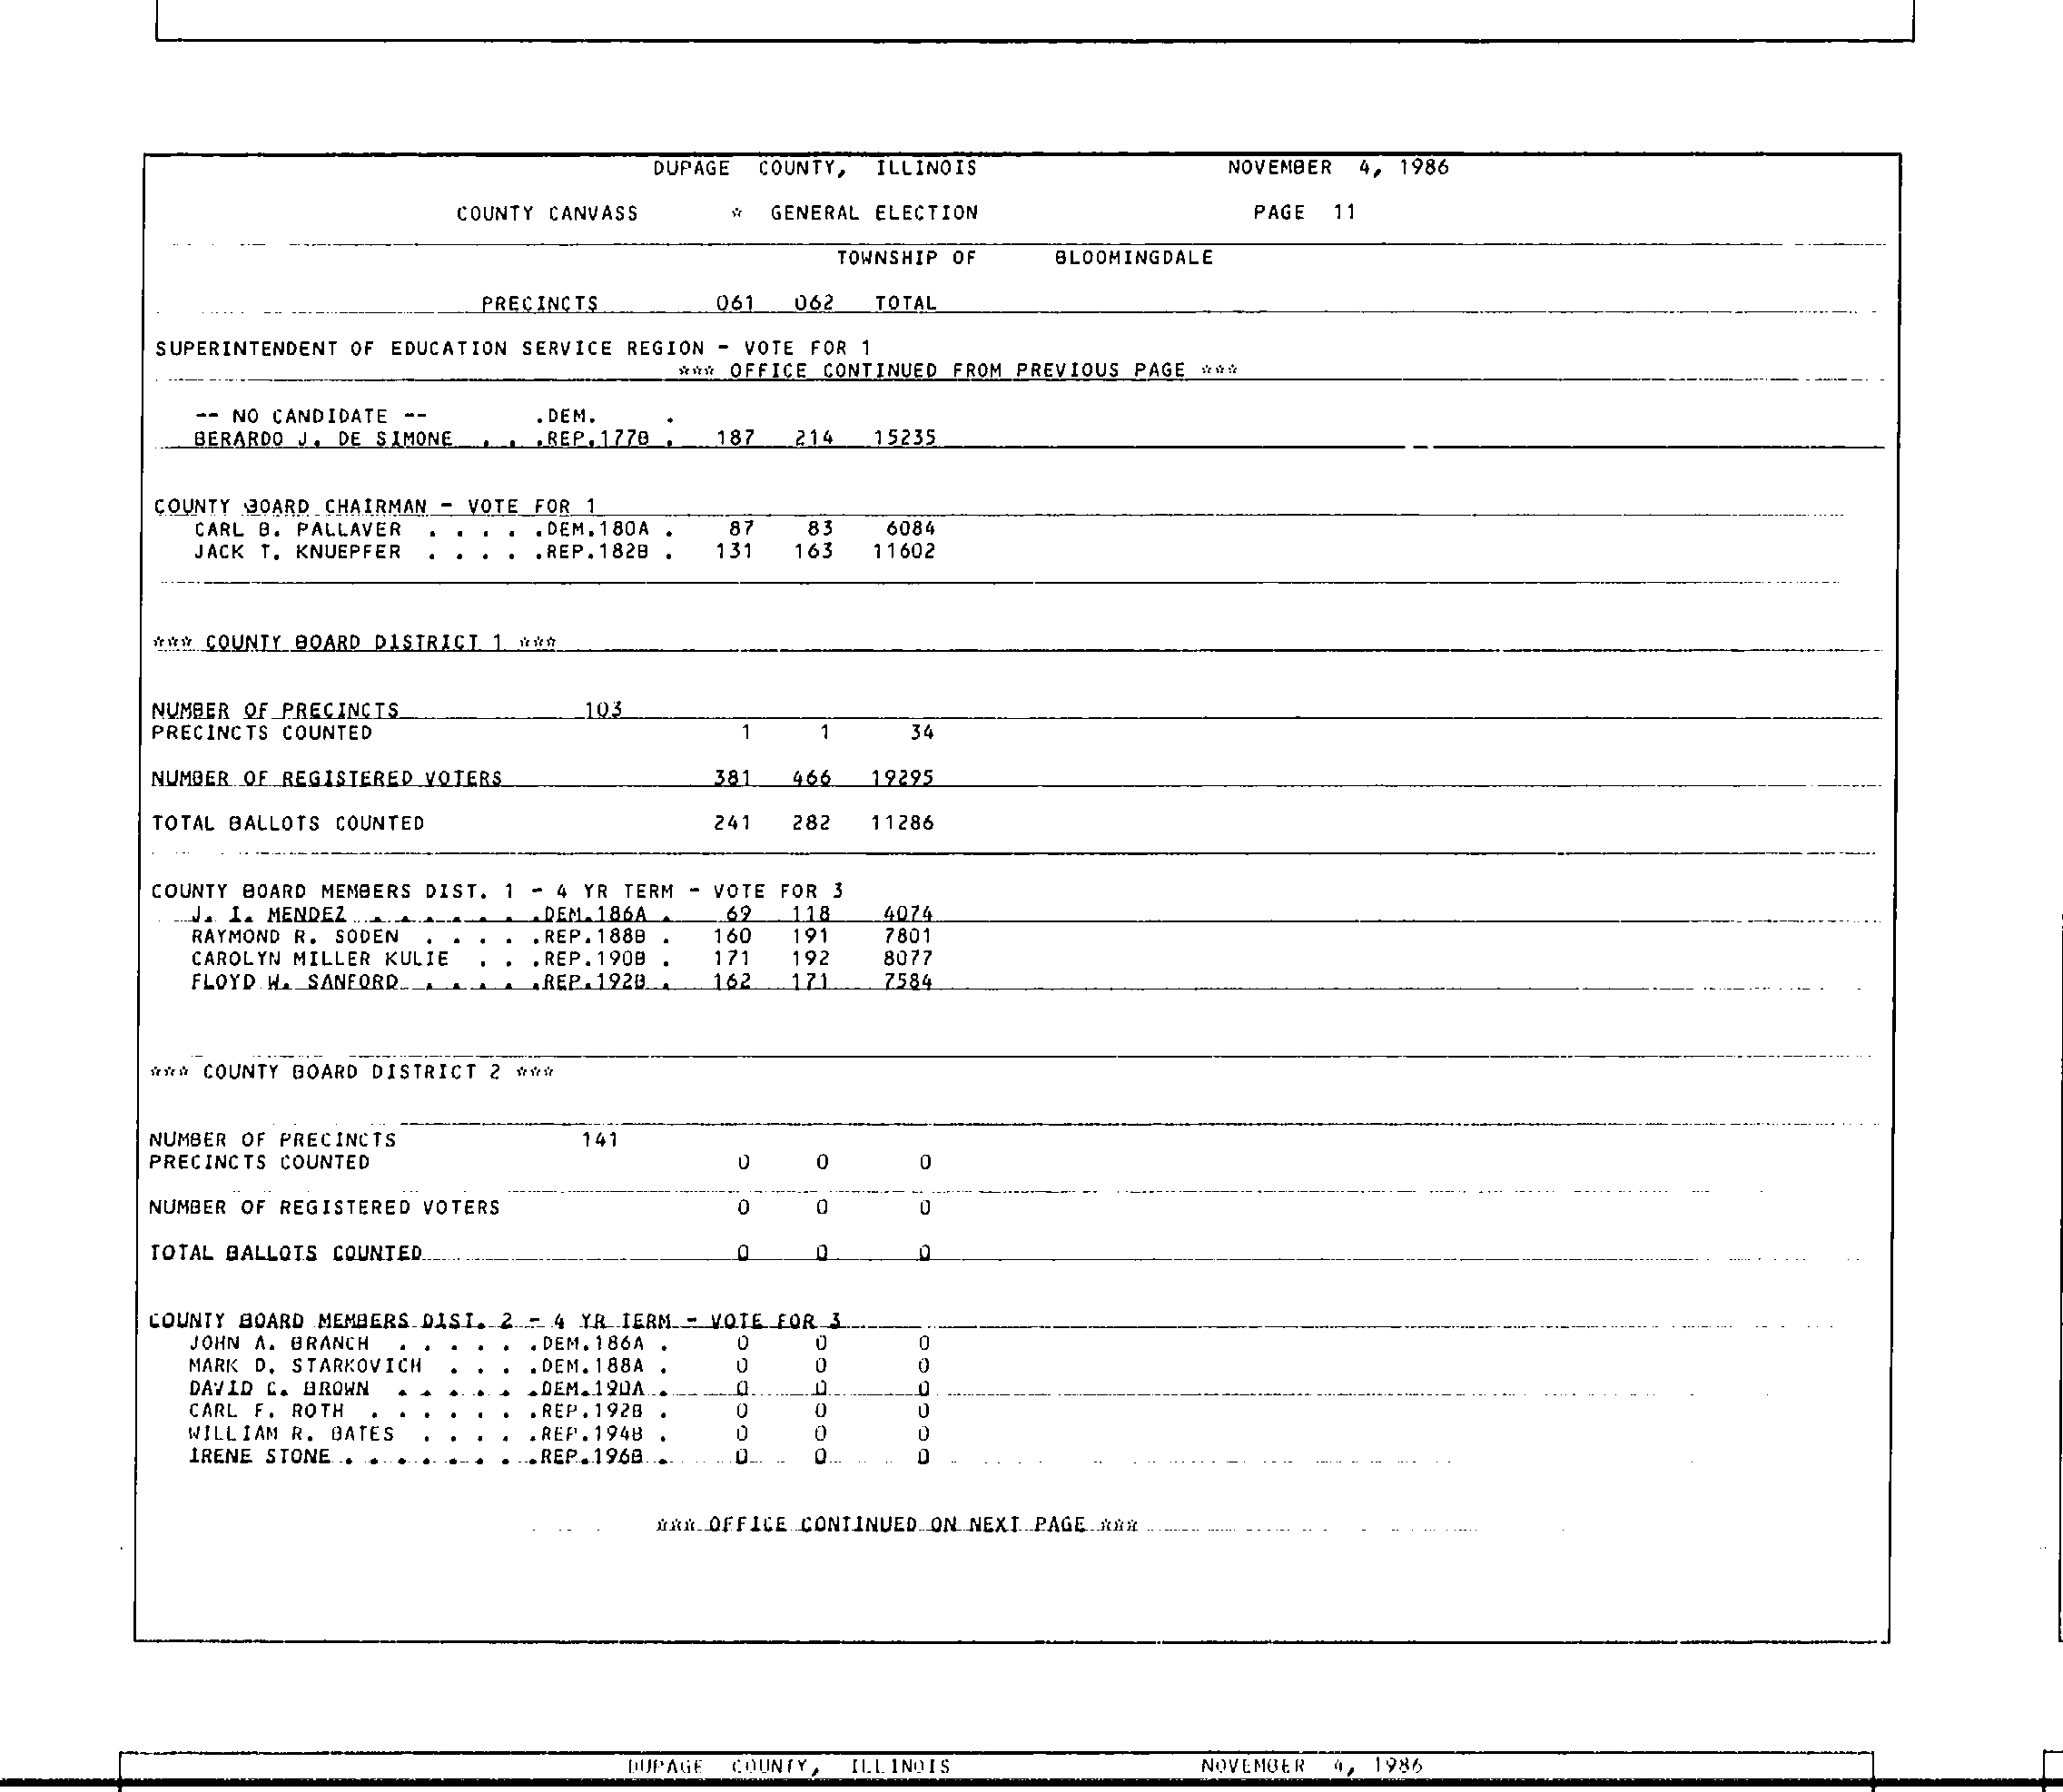 DUPAGE COUNTY, ILLINOIS NOVEMBER 4, 1986
COUNTY CANVASS * GENERAL ELECTION PAGE 11
TOWNSHIP OF BLOOMINGDALE
PRECINCTS 061 062 TOTAL
SUPERINTENDENT OF EDUCATION SERVICE REGION - VOTE FOR 1
*** OFFICE CONTINUED FROM PREVIOUS PAGE ***
-- NO CANDIDATE -- .DEM. .
BERARDO J. DE SIMONE . . .REP.177B . 187 214 15235
COUNTY BOARD CHAIRMAN - VOTE FOR 1
CARL B. PALLAVER . . . . .DEM.180A . 87 83 6084
JACK T. KNUEPFER . . . . .REP.182B . 131 163 11602
*** COUNTY BOARD DISTRICT 1 ***
NUMBER OF PRECINCTS 103
PRECINCTS COUNTED 1 1 34
NUMBER OF REGISTERED VOTERS 381 466 19295
TOTAL BALLOTS COUNTED 241 282 11286
COUNTY BOARD MEMBERS DIST. 1 - 4 YR TERM - VOTE FOR 3
J. I. MENDEZ . . . . . . .DEM.186A . 69 118 4074
RAYMOND R. SODEN . . . . .REP.188B . 160 191 7801
CAROLYN MILLER KULIE . . .REP.190B . 171 192 8077
FLOYD W. SANFORD . . . . .REP.192B . 162 171 7584
*** COUNTY BOARD DISTRICT 2 ***
NUMBER OF PRECINCTS 141
PRECINCTS COUNTED 0 0 0
NUMBER OF REGISTERED VOTERS 0 0 0
TOTAL BALLOTS COUNTED 0 0 0
COUNTY BOARD MEMBERS DIST. 2 - 4 YR TERM - VOTE FOR 3
JOHN A. BRANCH . . . . . .DEM.186A . 0 0 0
MARK D. STARKOVICH . . . .DEM.188A . 0 0 0
DAVID C. BROWN . . . . . .DEM.190A . 0 0 0
CARL F. ROTH . . . . . . .REP.192B . 0 0 0
WILLIAM R. BATES . . . . .REP.194B . 0 0 0
IRENE STONE . . . . . . . .REP.196B . 0 0 0
*** OFFICE CONTINUED ON NEXT PAGE ***
DUPAGE COUNTY, ILLINOIS NOVEMBER 4, 1986